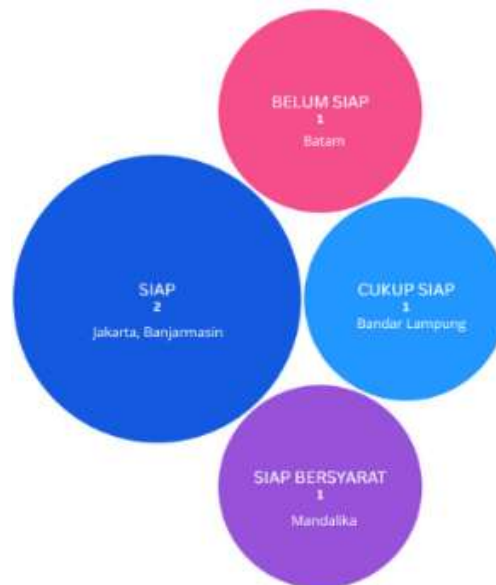 BELUM SIAP
1
Batam
SIAP
2
Jakarta, Banjarmasin
CUKUP SIAP
1
Bandar Lampung
SIAP BERSYARAT
1
Mandalika